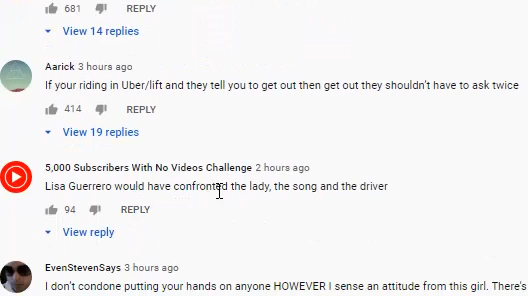 681 REPLY
View 14 replies
Aarick 3 hours ago
If your riding in Uber/lift and they tell you to get out then get out they shouldn't have to ask twice
414 REPLY
View 19 replies
5,000 Subscribers With No Videos Challenge 2 hours ago
Lisa Guerrero would have confronted the lady, the song and the driver
94 REPLY
View reply
EvenStevenSays 3 hours ago
I don't condone putting your hands on anyone HOWEVER I sense an attitude from this girl. There's